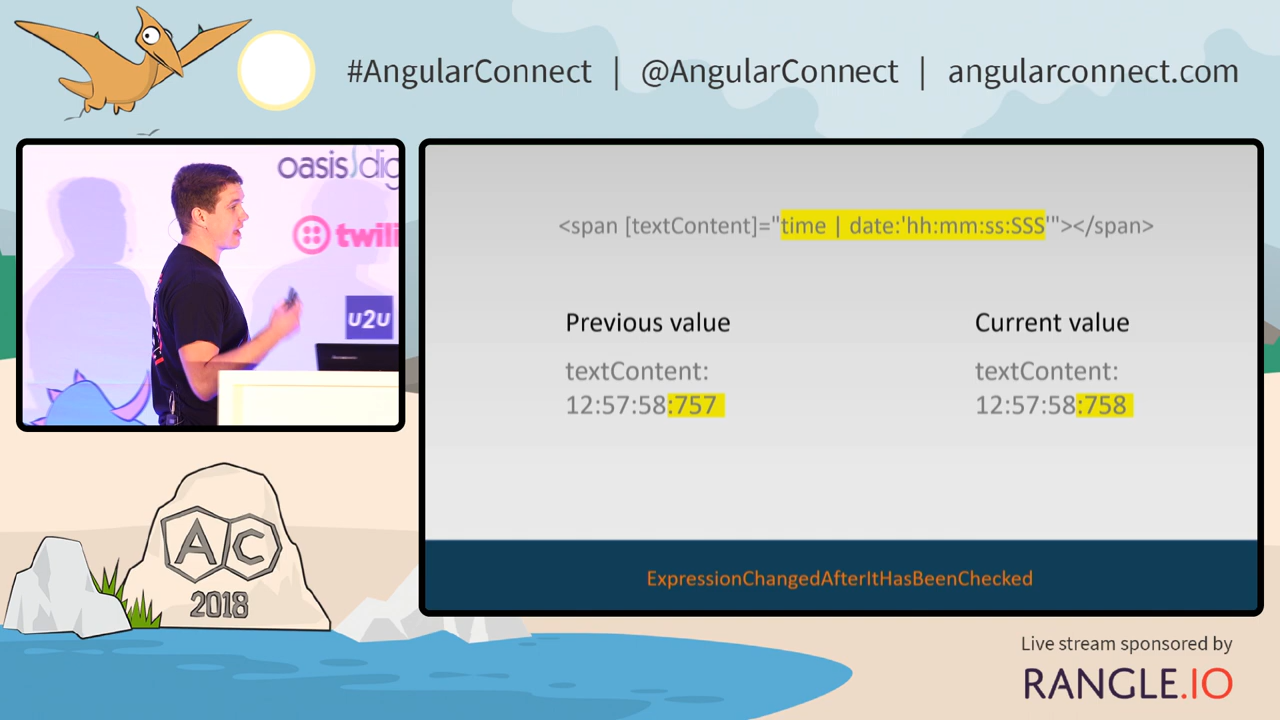 #AngularConnect | @AngularConnect | angularconnect.com
oasis dig
twili
u2u
<span [textContent]="time | date:'hh:mm:ss:SSS'"></span>
Previous value
Current value
textContent:
textContent:
12:57:58:757
12:57:58:758
ExpressionChangedAfterItHasBeenChecked
AC
2018
Live stream sponsored by
RANGLE.IO